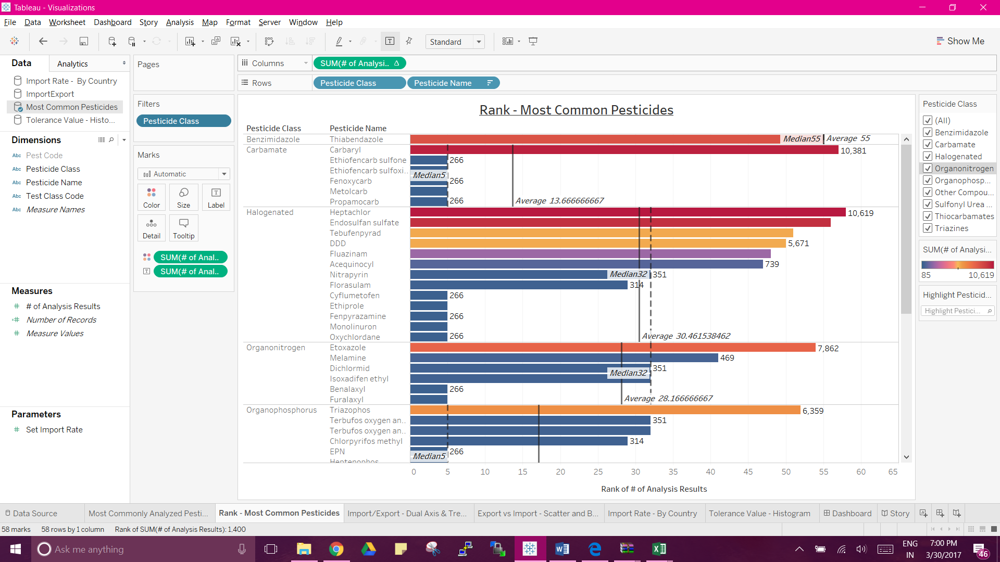 Tableau - Visualizations
File Data Worksheet Dashboard Story Analysis Map Format Server Window Help
Standard
Show Me
Data
Analytics
Import Rate - By Country
ImportExport
Most Common Pesticides
Tolerance Value - Histo...
Dimensions
Abc Pest Code
Abc Pesticide Class
Abc Pesticide Name
Abc Test Class Code
Abc Measure Names
Measures
# # of Analysis Results
=# Number of Records
# Measure Values
Parameters
# Set Import Rate
Pages
Filters
Pesticide Class
Marks
Automatic
Color Size Label
Detail Tooltip
SUM(# of Anal..
SUM(# of Anal..
Columns SUM(# of Analysi.. Δ
Rows Pesticide Class Pesticide Name
Rank - Most Common Pesticides
Pesticide Class Pesticide Name
Benzimidazole Thiabendazole Median55 Average 55
Carbamate Carbaryl 10,381
Ethiofencarb sulfone 266
Ethiofencarb sulfoxi..
Median5
Fenoxycarb 266
Metolcarb
Propamocarb 266 Average 13.666666667
Halogenated Heptachlor 10,619
Endosulfan sulfate
Tebufenpyrad
DDD 5,671
Fluazinam
Acequinocyl 739
Nitrapyrin Median32 351
Florasulam 314
Cyflumetofen 266
Ethiprole
Fenpyrazamine 266
Monolinuron
Oxychlordane 266 Average 30.461538462
Organonitrogen Etoxazole 7,862
Melamine 469
Dichlormid 351
Median32
Isoxadifen ethyl
Benalaxyl 266
Furalaxyl Average 28.166666667
Organophosphorus Triazophos 6,359
Terbufos oxygen an.. 351
Terbufos oxygen an..
Chlorpyrifos methyl 314
EPN 266
Median5
Heptenophos
0 5 10 15 20 25 30 35 40 45 50 55 60 65
Rank of # of Analysis Results
Pesticide Class
(All)
Benzimidazole
Carbamate
Halogenated
Organonitrogen
Organophosp...
Other Compou...
Sulfonyl Urea ...
Thiocarbamates
Triazines
SUM(# of Analysi...
85 10,619
Highlight Pesticid...
Highlight Pestici...
Data Source Most Commonly Analyzed Pesti... Rank - Most Common Pesticides Import/Export - Dual Axis & Tre... Export vs Import - Scatter and B... Import Rate - By Country Tolerance Value - Histogram Dashboard Story
58 marks 58 rows by 1 column Rank of SUM(# of Analysis Results): 1,400
Ask me anything
ENG
IN
7:00 PM
3/30/2017
46